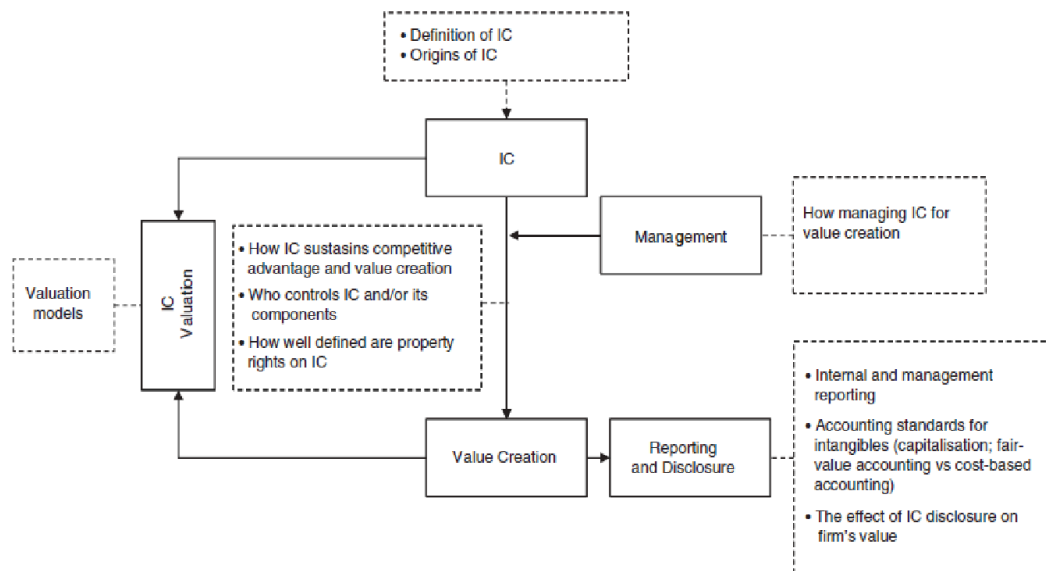 • Definition of IC
• Origins of IC
IC
Management
How managing IC for
value creation
• How IC sustasins competitive
advantage and value creation
• Who controls IC and/or its
components
• How well defined are property
rights on IC
Valuation
models
IC
Valuation
Value Creation
Reporting
and Disclosure
• Internal and management
reporting
• Accounting standards for
intangibles (capitalisation; fair-
value accounting vs cost-based
accounting)
• The effect of IC disclosure on
firm's value